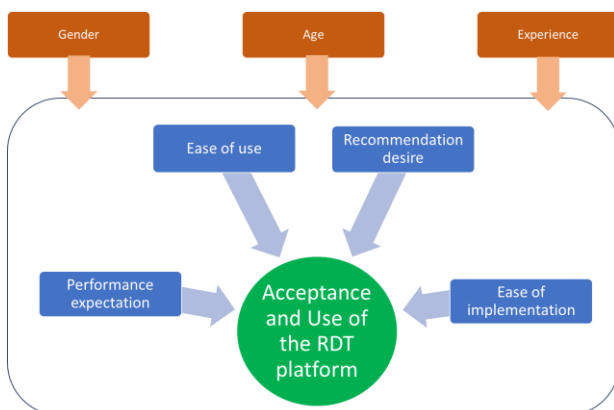 Gender
Age
Experience
Ease of use
Recommendation
desire
Performance
expectation
Acceptance
and Use of
the RDT
platform
Ease of
implementation